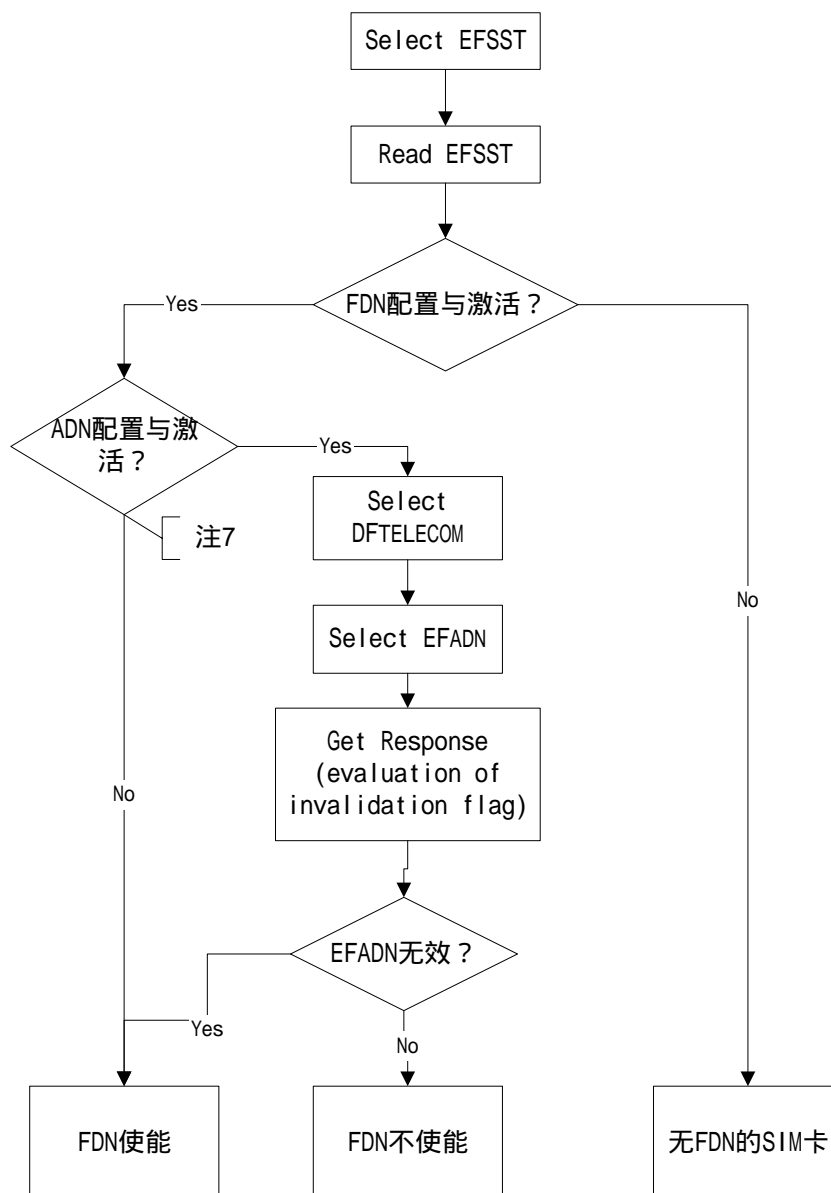 Select EFSST
Read EFSST
FDN配置与激活？
Yes
ADN配置与激
活？
Yes
Select
DFTELECOM
注7
No
Select EFADN
Get Response
(evaluation of
invalidation flag)
No
EFADN无效？
Yes
No
FDN使能
FDN不使能
无FDN的SIM卡